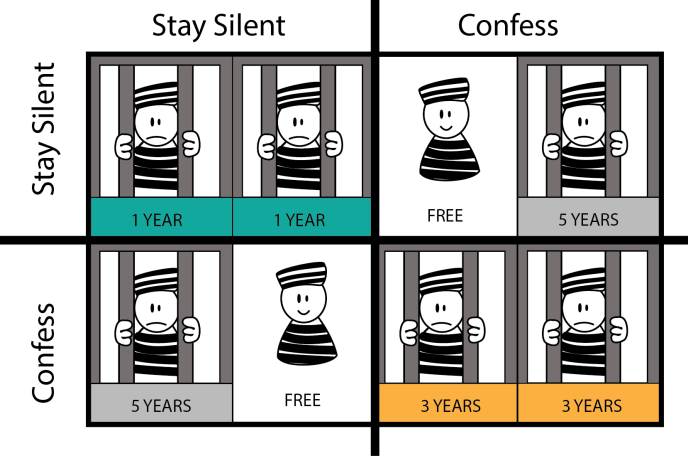 Stay Silent
Confess
Stay Silent
1 YEAR
1 YEAR
FREE
5 YEARS
Confess
5 YEARS
FREE
3 YEARS
3 YEARS